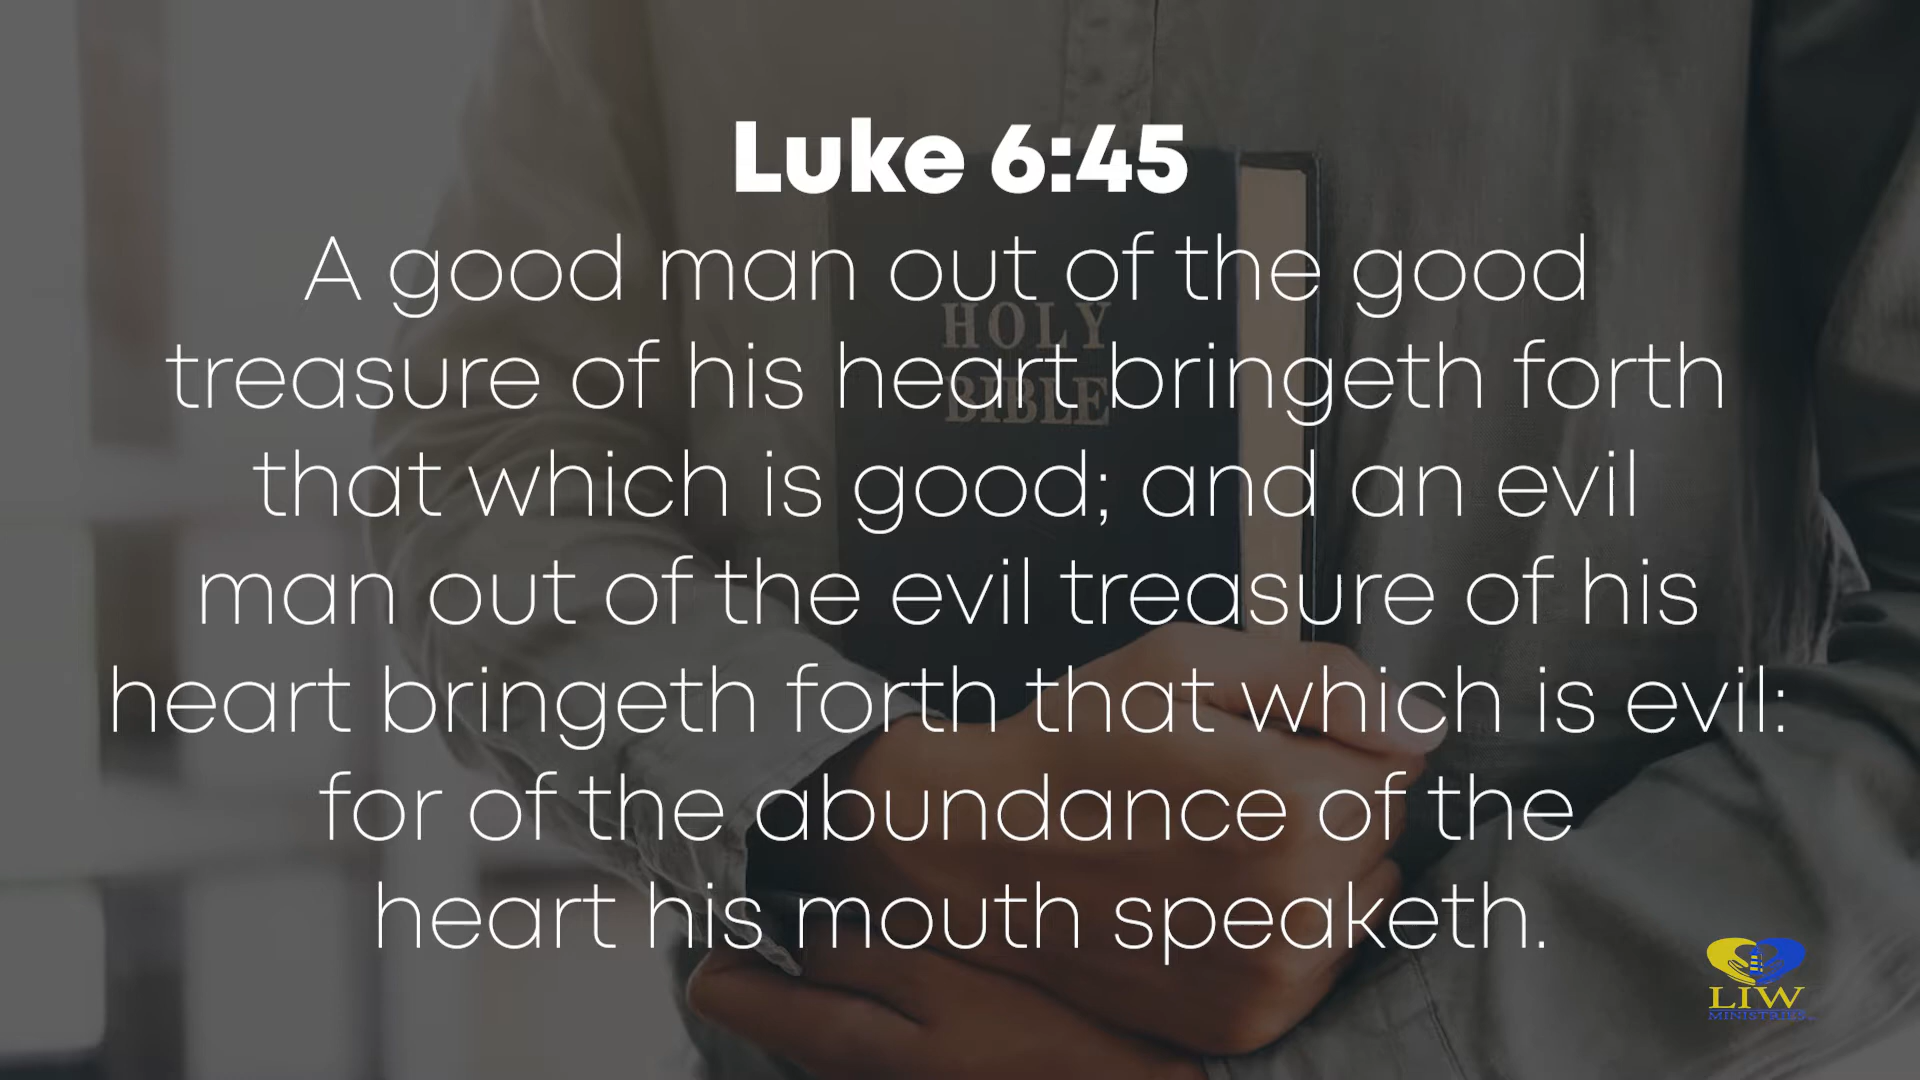 Luke 6:45
A good man out of the good
treasure of his heart bringeth forth
that which is good; and an evil
man out of the evil treasure of his
heart bringeth forth that which is evil:
for of the abundance of the
heart his mouth speaketh.
HOLY
BIBLE
LIW
MINISTRIES